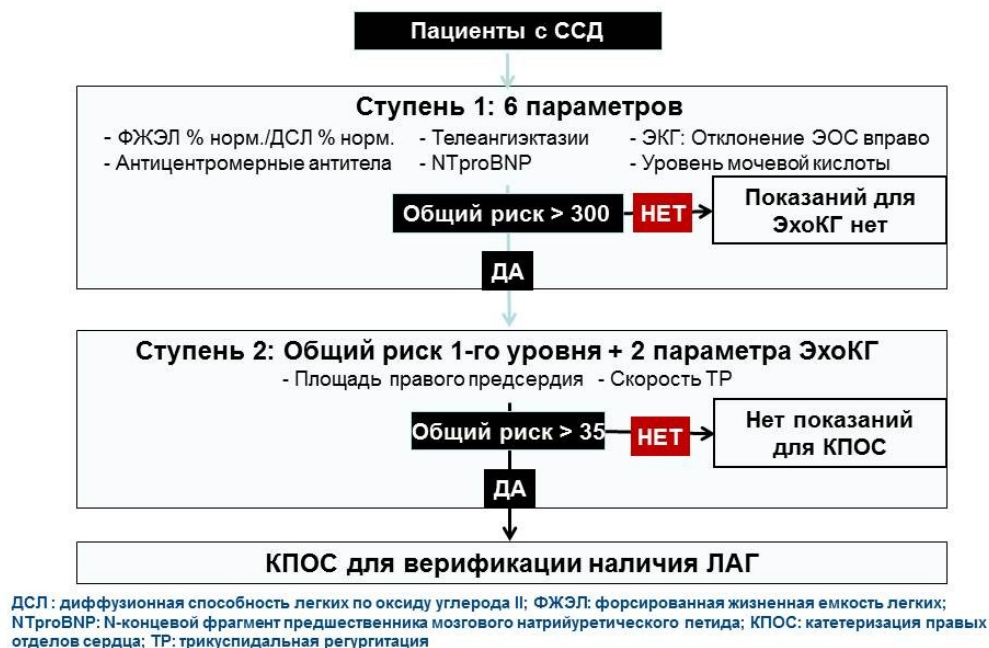 Пациенты с ССД
Ступень 1: 6 параметров
- ФЖЭЛ % норм./ДСЛ % норм. - Телеангиэктазии - ЭКГ: Отклонение ЭОС вправо
- Антицентромерные антитела - NTproBNP - Уровень мочевой кислоты
Общий риск > 300 НЕТ Показаний для
ЭхоКГ нет
ДА
Ступень 2: Общий риск 1-го уровня + 2 параметра ЭхоКГ
- Площадь правого предсердия - Скорость ТР
Общий риск > 35 НЕТ Нет показаний
для КПОС
ДА
КПОС для верификации наличия ЛАГ
ДСЛ : диффузионная способность легких по оксиду углерода II; ФЖЭЛ: форсированная жизненная емкость легких;
NTproBNP: N-концевой фрагмент предшественника мозгового натрийуретического петида; КПОС: катетеризация правых
отделов сердца; ТР: трикуспидальная регургитация